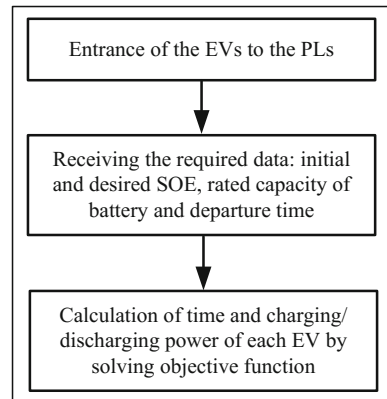 Entrance of the EVs to the PLs
Receiving the required data: initial
and desired SOE, rated capacity of
battery and departure time
Calculation of time and charging/
discharging power of each EV by
solving objective function